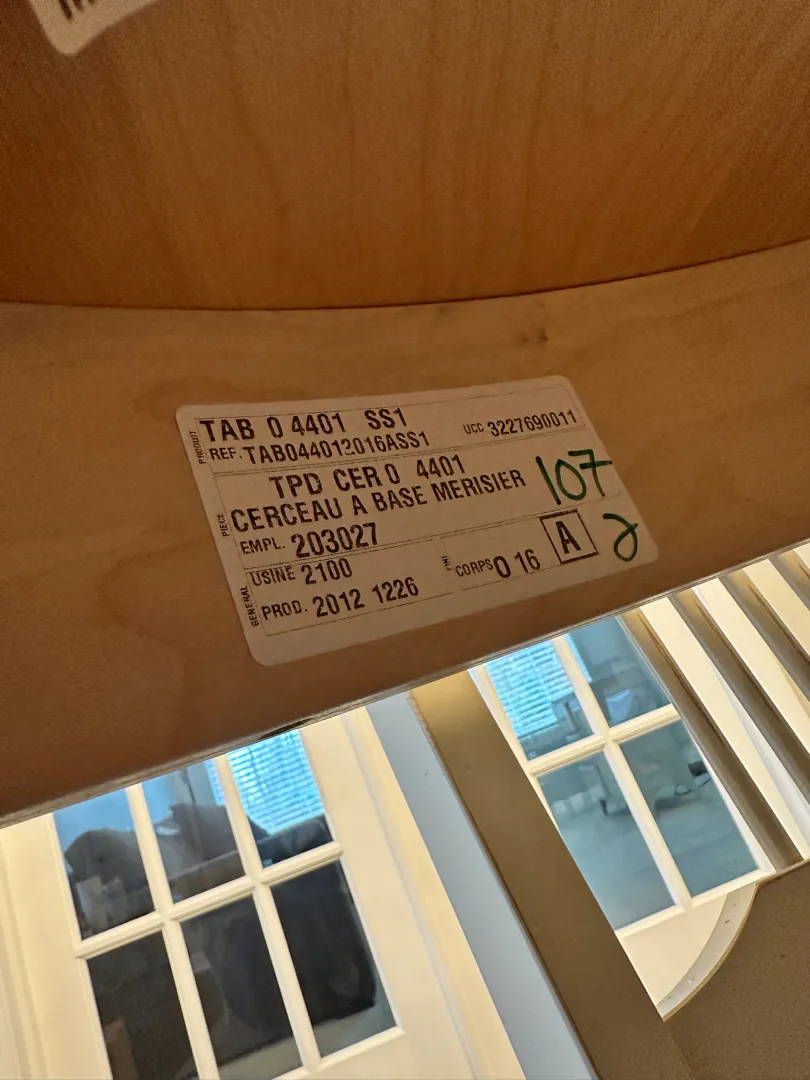 PRODUIT
TAB 0 4401 SS1
REF. TAB044012016ASS1 UCC 3227690011
PIECE
TPD CER 0 4401
CERCEAU A BASE MERISIER 107
EMPL. 203027
GENERAL
USINE 2100 CORPS 0 16 A 2
PROD. 2012 1226